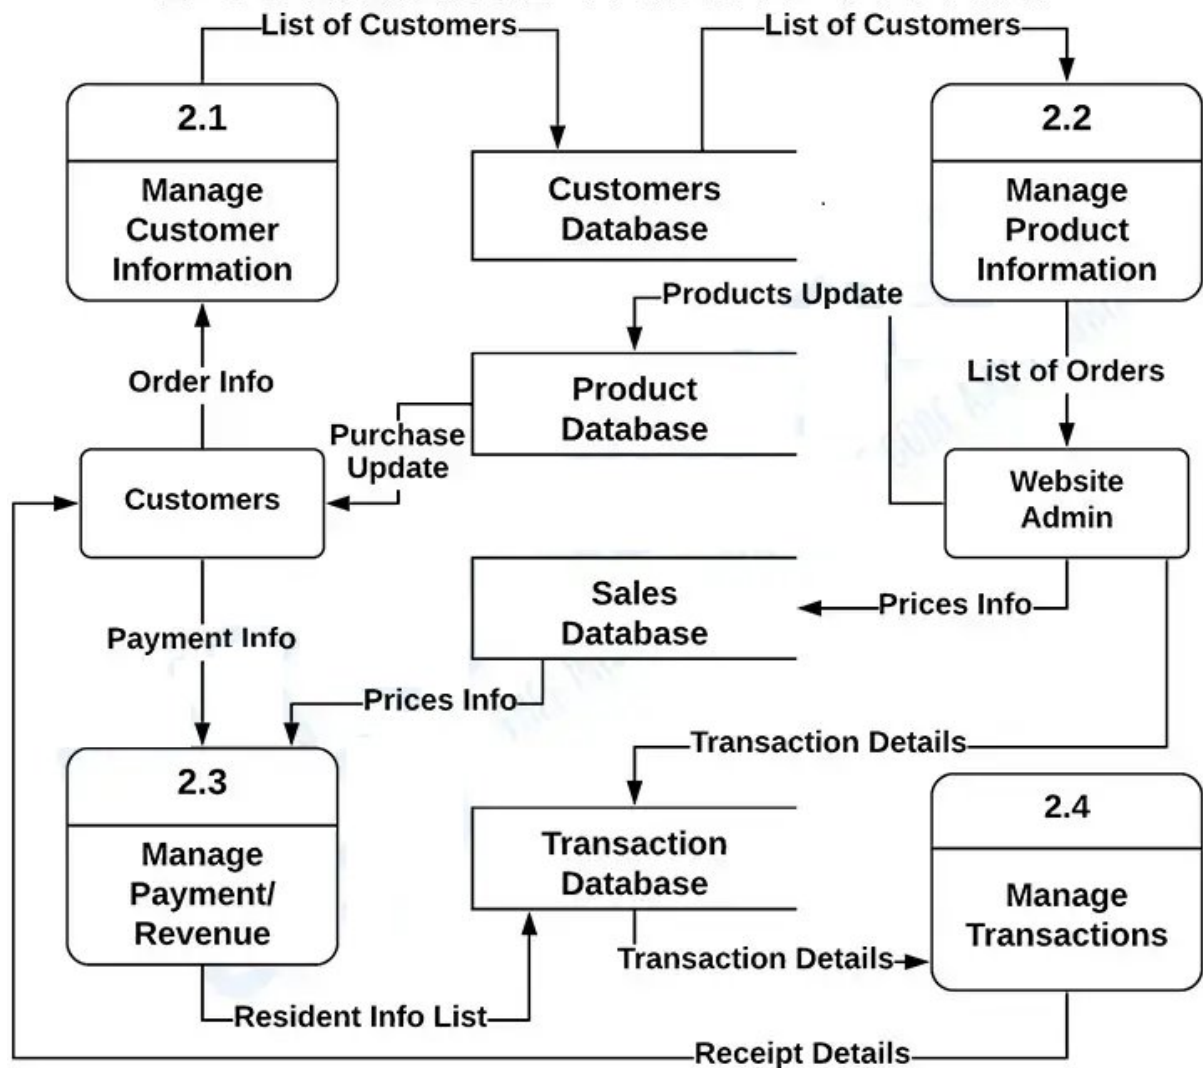 List of Customers
List of Customers
2.1
Manage
Customer
Information
Customers
Database
2.2
Manage
Product
Information
Products Update
Order Info
Product
Database
List of Orders
Purchase
Update
Customers
Website
Admin
Sales
Database
Prices Info
Payment Info
Prices Info
Transaction Details
2.3
Manage
Payment/
Revenue
Transaction
Database
2.4
Manage
Transactions
Transaction Details
Resident Info List
Receipt Details